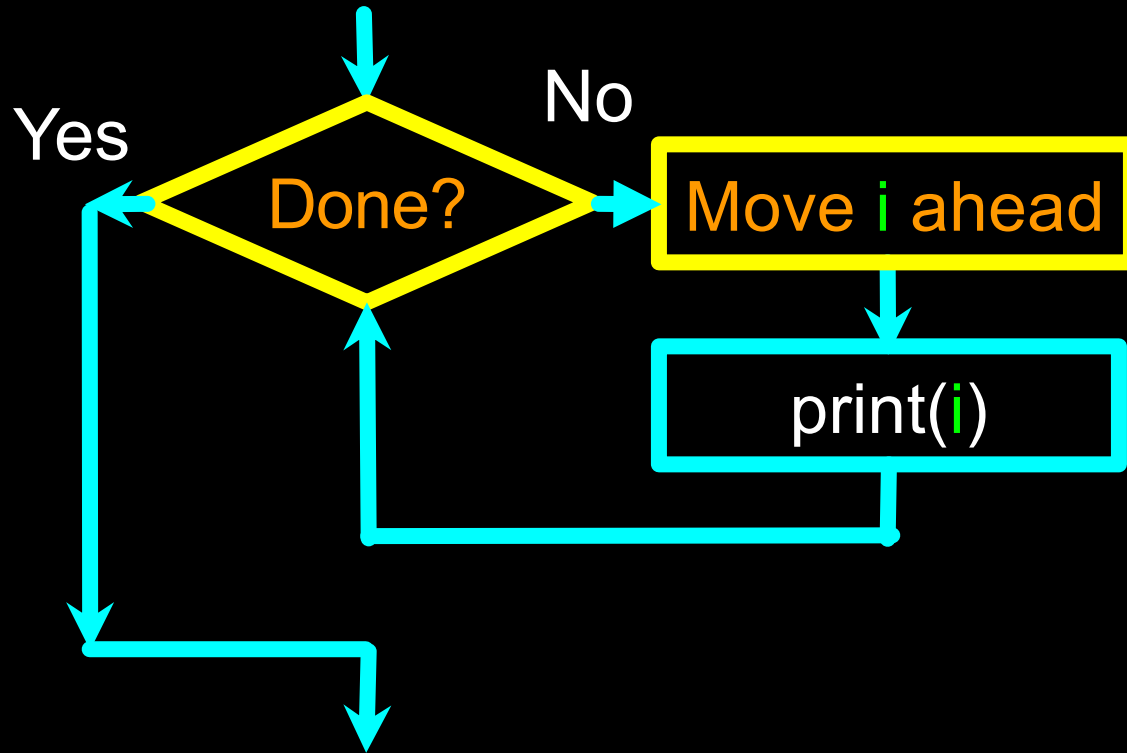 No
Yes
Done?
Move i ahead
print(i)